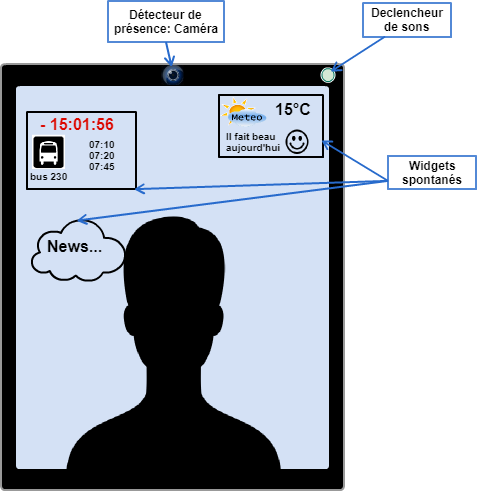 Détecteur de
présence: Caméra
Declencheur
de sons
- 15:01:56
07:10
07:20
07:45
bus 230
15°C
Meteo
Il fait beau
aujourd'hui
Widgets
spontanés
News...